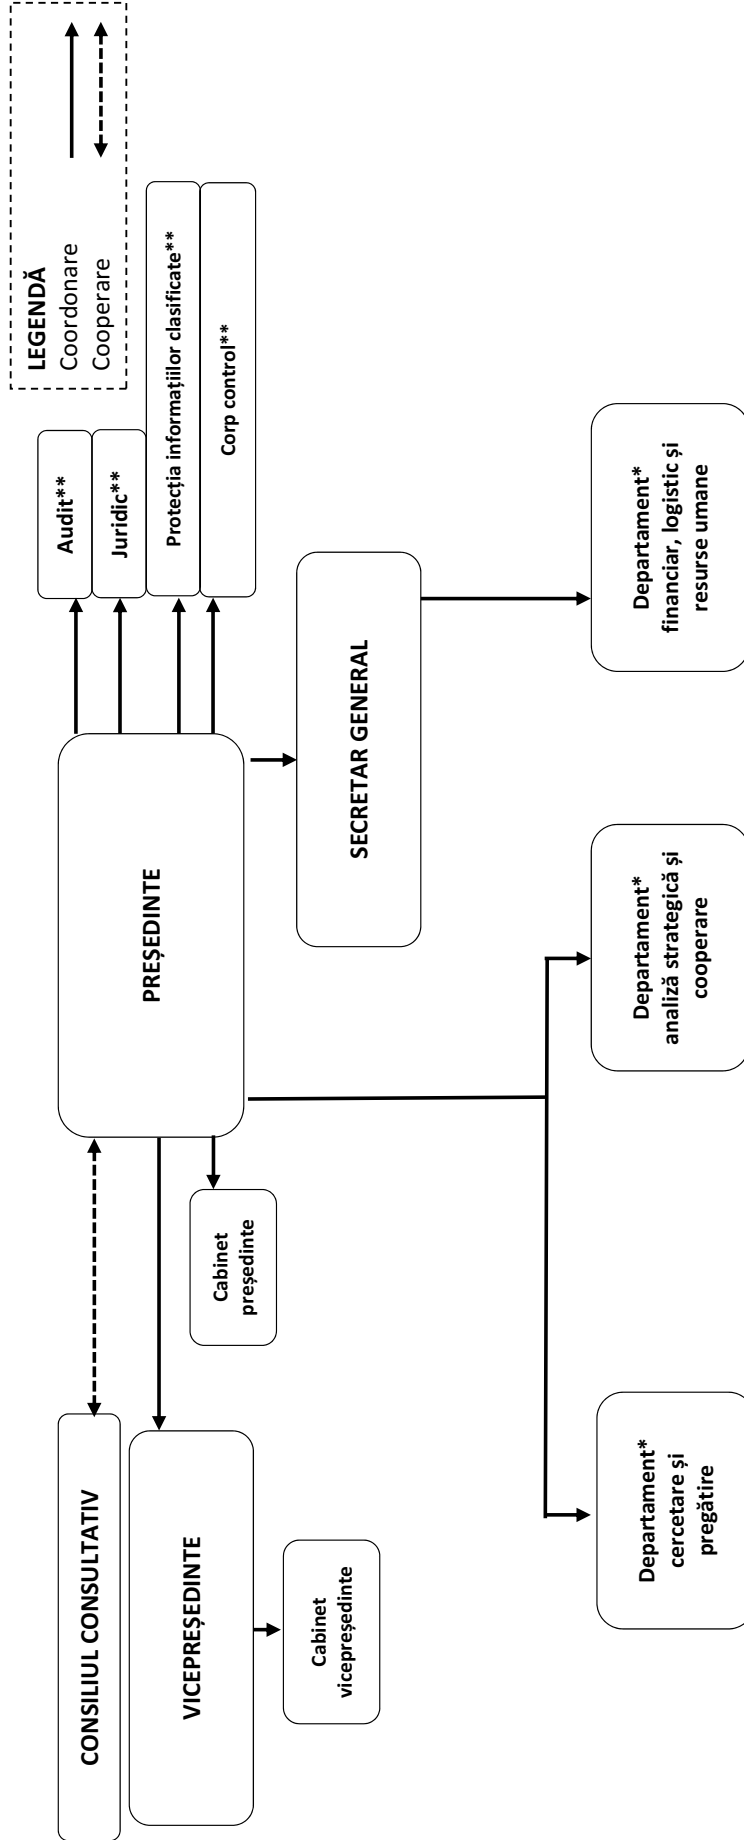 LEGENDĂ
Coordonare
Cooperare
CONSILIUL CONSULTATIV
PREȘEDINTE
Audit**
Juridic**
Protecția informațiilor clasificate**
Corp control**
VICEPREȘEDINTE
Cabinet
președinte
Cabinet
vicepreședinte
SECRETAR GENERAL
Departament*
cercetare și
pregătire
Departament*
analiză strategică și
cooperare
Departament*
financiar, logistic și
resurse umane